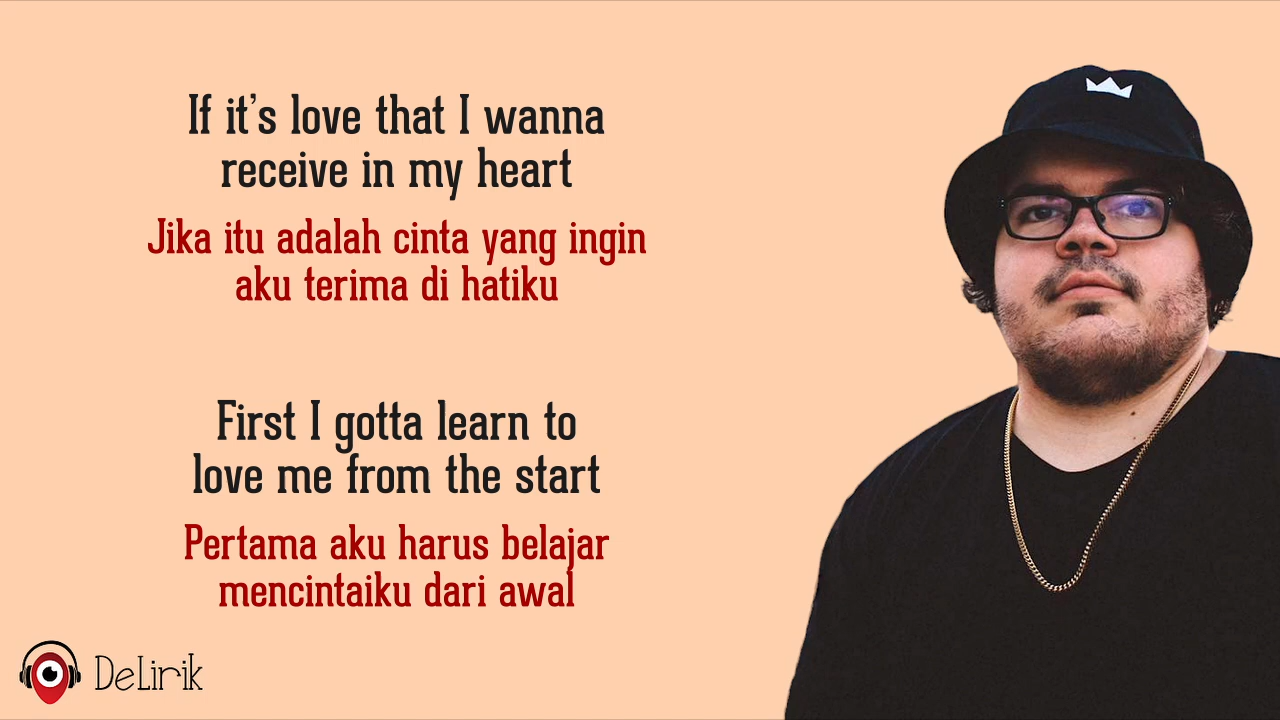 If it's love that I wanna
receive in my heart
Jika itu adalah cinta yang ingin
aku terima di hatiku
First I gotta learn to
love me from the start
Pertama aku harus belajar
mencintaiku dari awal
DeLirik